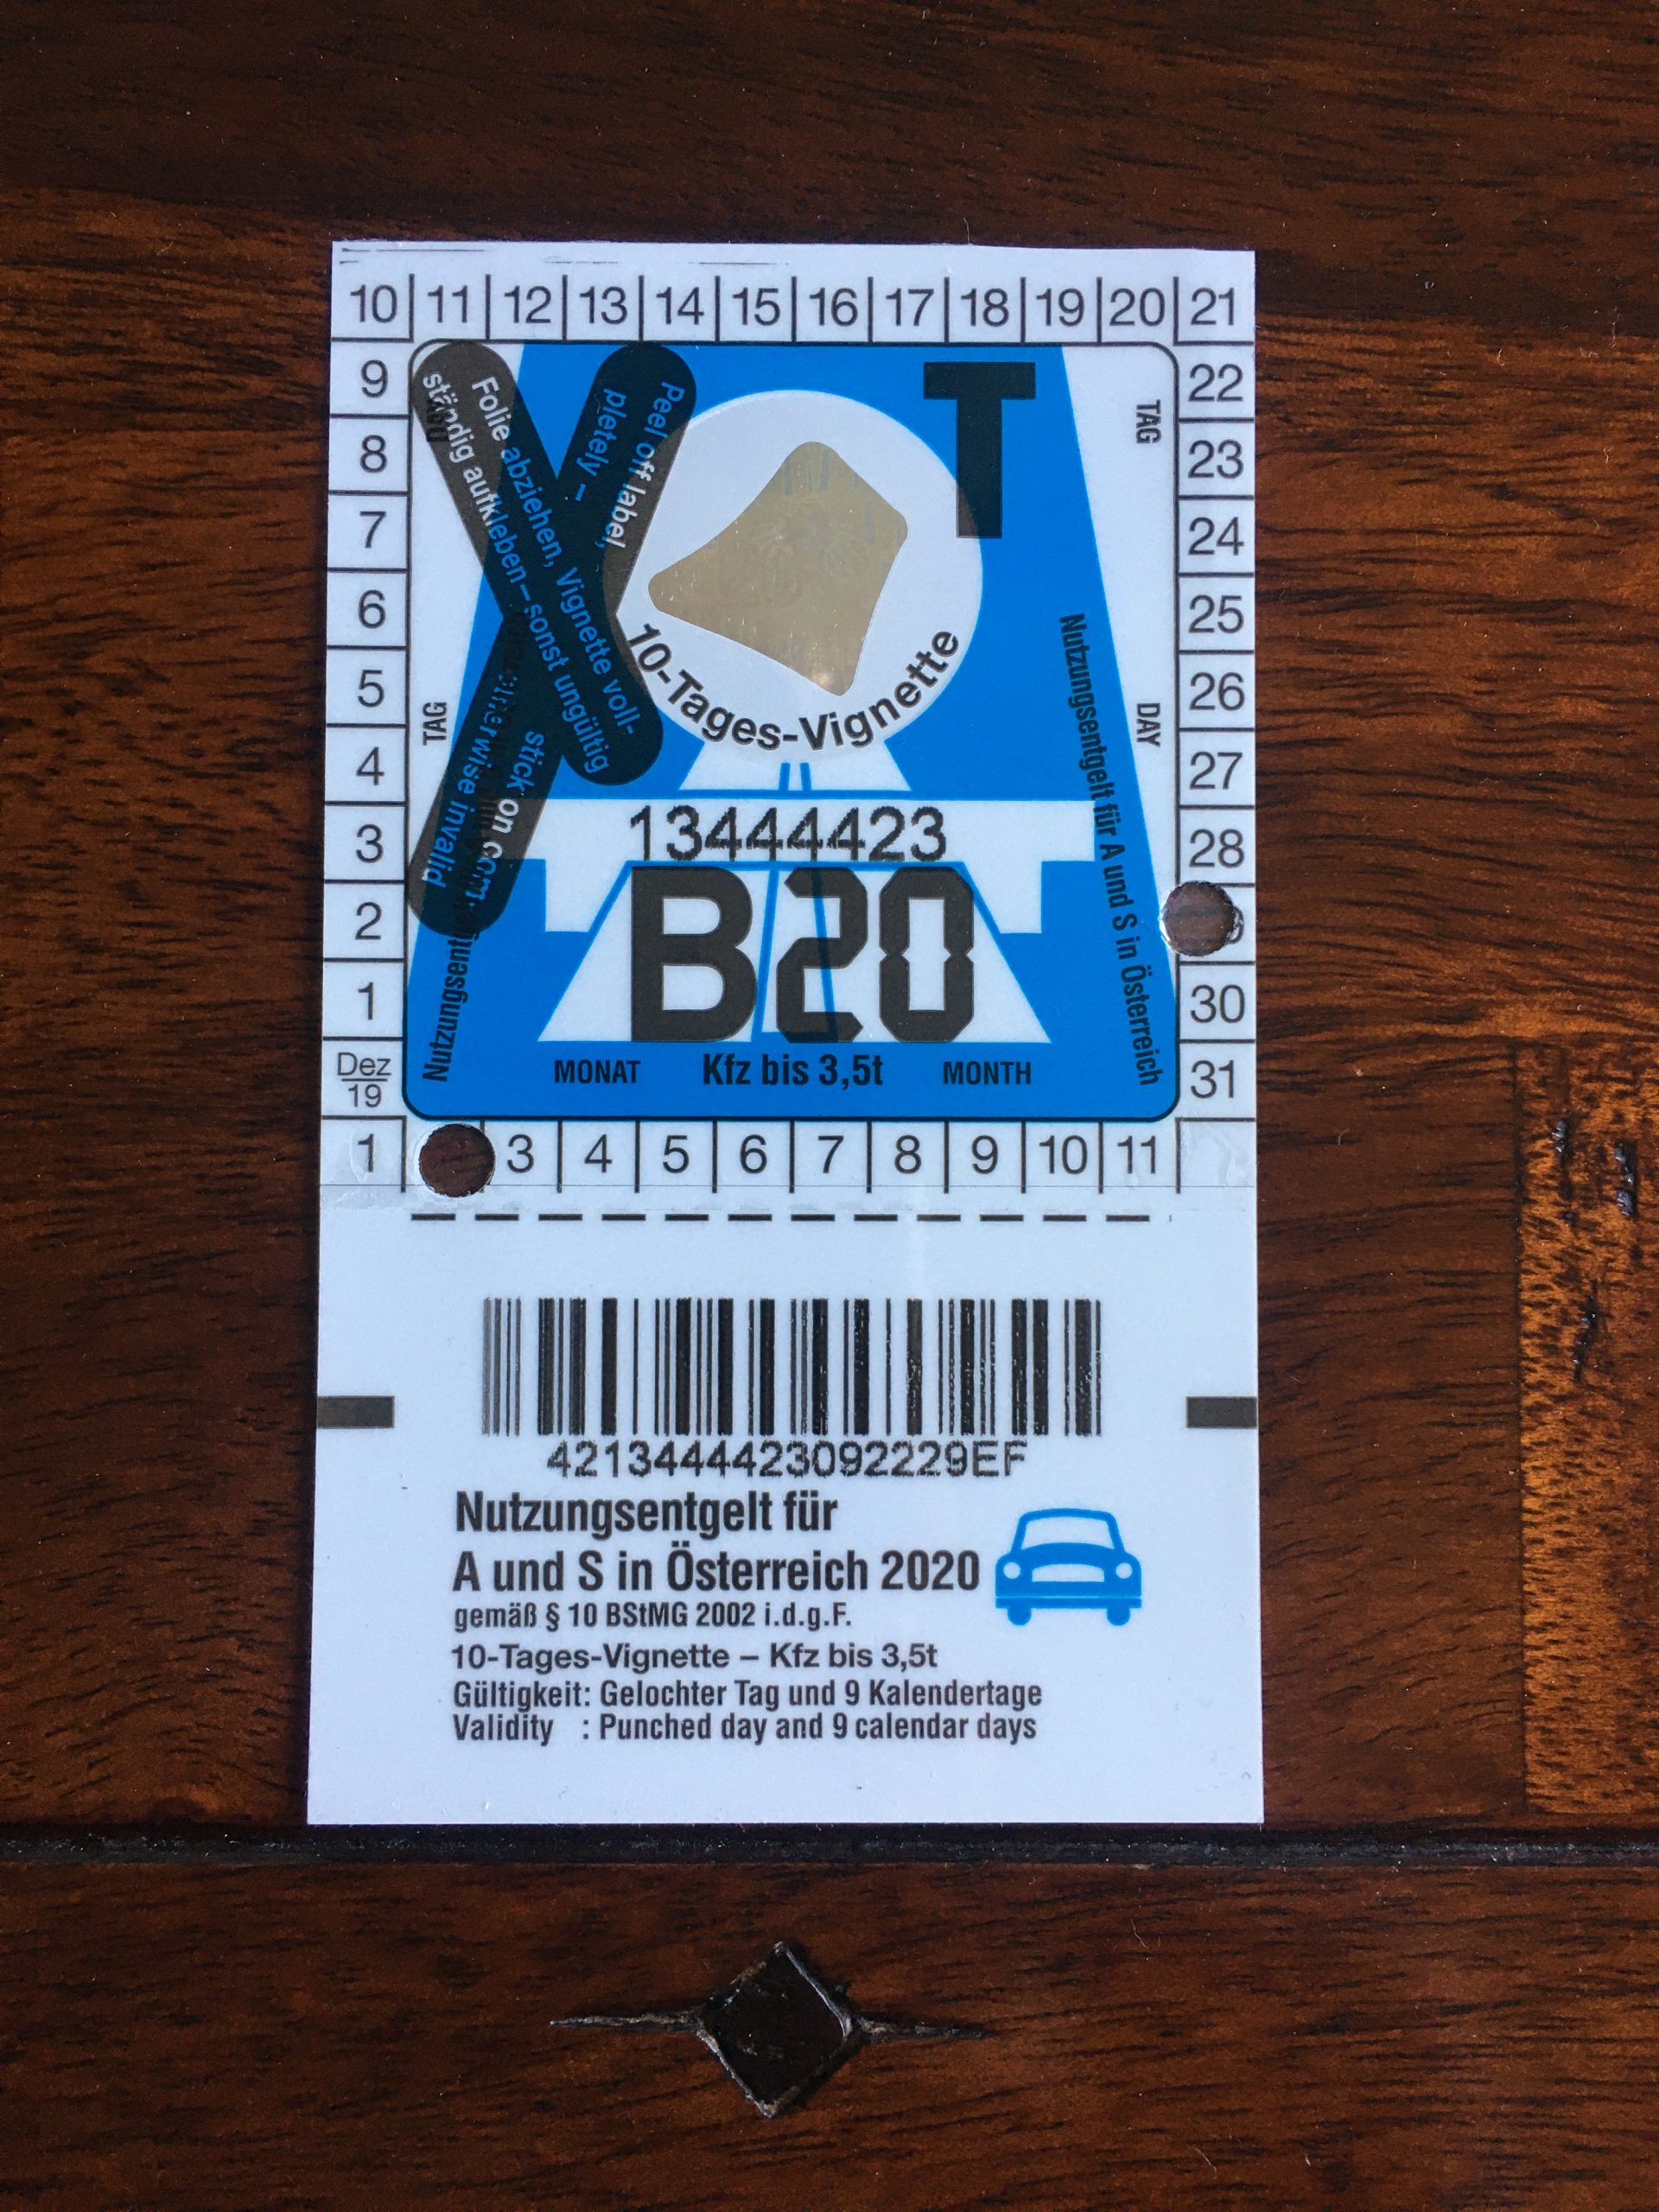 10 11 12 13 14 15 16 17 18 19 20 21
9
8
7
6
5
4
3
2
1
Dez
19
22
23
24
25
26
27
28
30
31
1 3 4 5 6 7 8 9 10 11
Folie abziehen, Vignette voll-
ständig aufkleben – sonst ungültig
Peel off label,
pletely –
stick on com-
otherwise invalid
T
TAG
TAG
DAY
10-Tages-Vignette
Nutzungsentgelt für A und S in Österreich
13444423
B20
MONAT Kfz bis 3,5t MONTH
4213444423092229EF
Nutzungsentgelt für
A und S in Österreich 2020
gemäß § 10 BStMG 2002 i.d.g.F.
10-Tages-Vignette – Kfz bis 3,5t
Gültigkeit: Gelochter Tag und 9 Kalendertage
Validity : Punched day and 9 calendar days